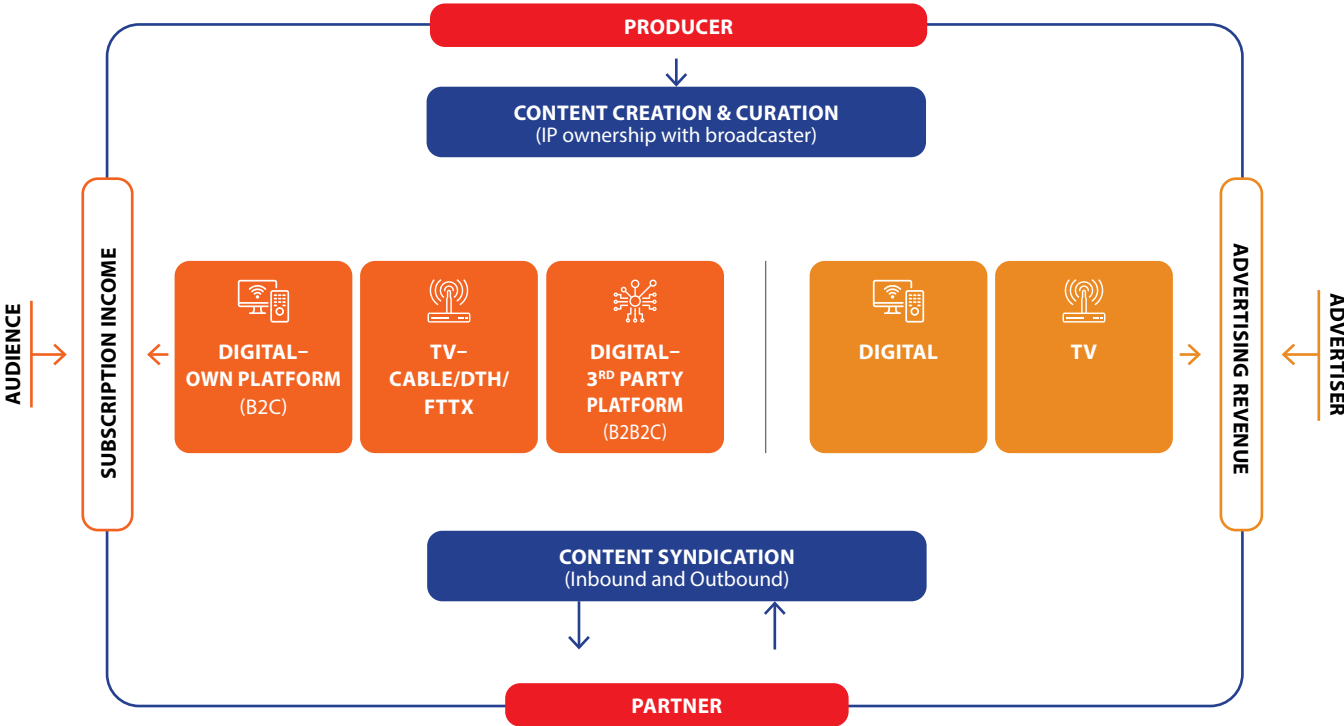 PRODUCER
CONTENT CREATION & CURATION
(IP ownership with broadcaster)
AUDIENCE
SUBSCRIPTION INCOME
DIGITAL–
OWN PLATFORM
(B2C)
TV–
CABLE/DTH/
FTTX
DIGITAL–
3RD PARTY
PLATFORM
(B2B2C)
DIGITAL
TV
ADVERTISING REVENUE
ADVERTISER
CONTENT SYNDICATION
(Inbound and Outbound)
PARTNER